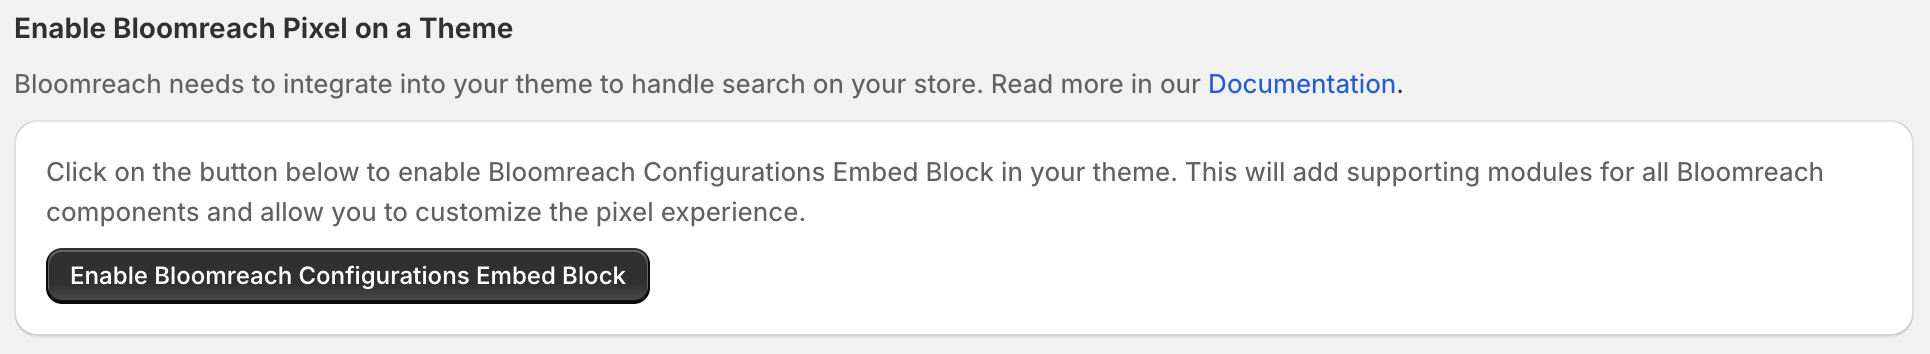 Enable Bloomreach Pixel on a Theme
Bloomreach needs to integrate into your theme to handle search on your store. Read more in our Documentation.
Click on the button below to enable Bloomreach Configurations Embed Block in your theme. This will add supporting modules for all Bloomreach
components and allow you to customize the pixel experience.
Enable Bloomreach Configurations Embed Block